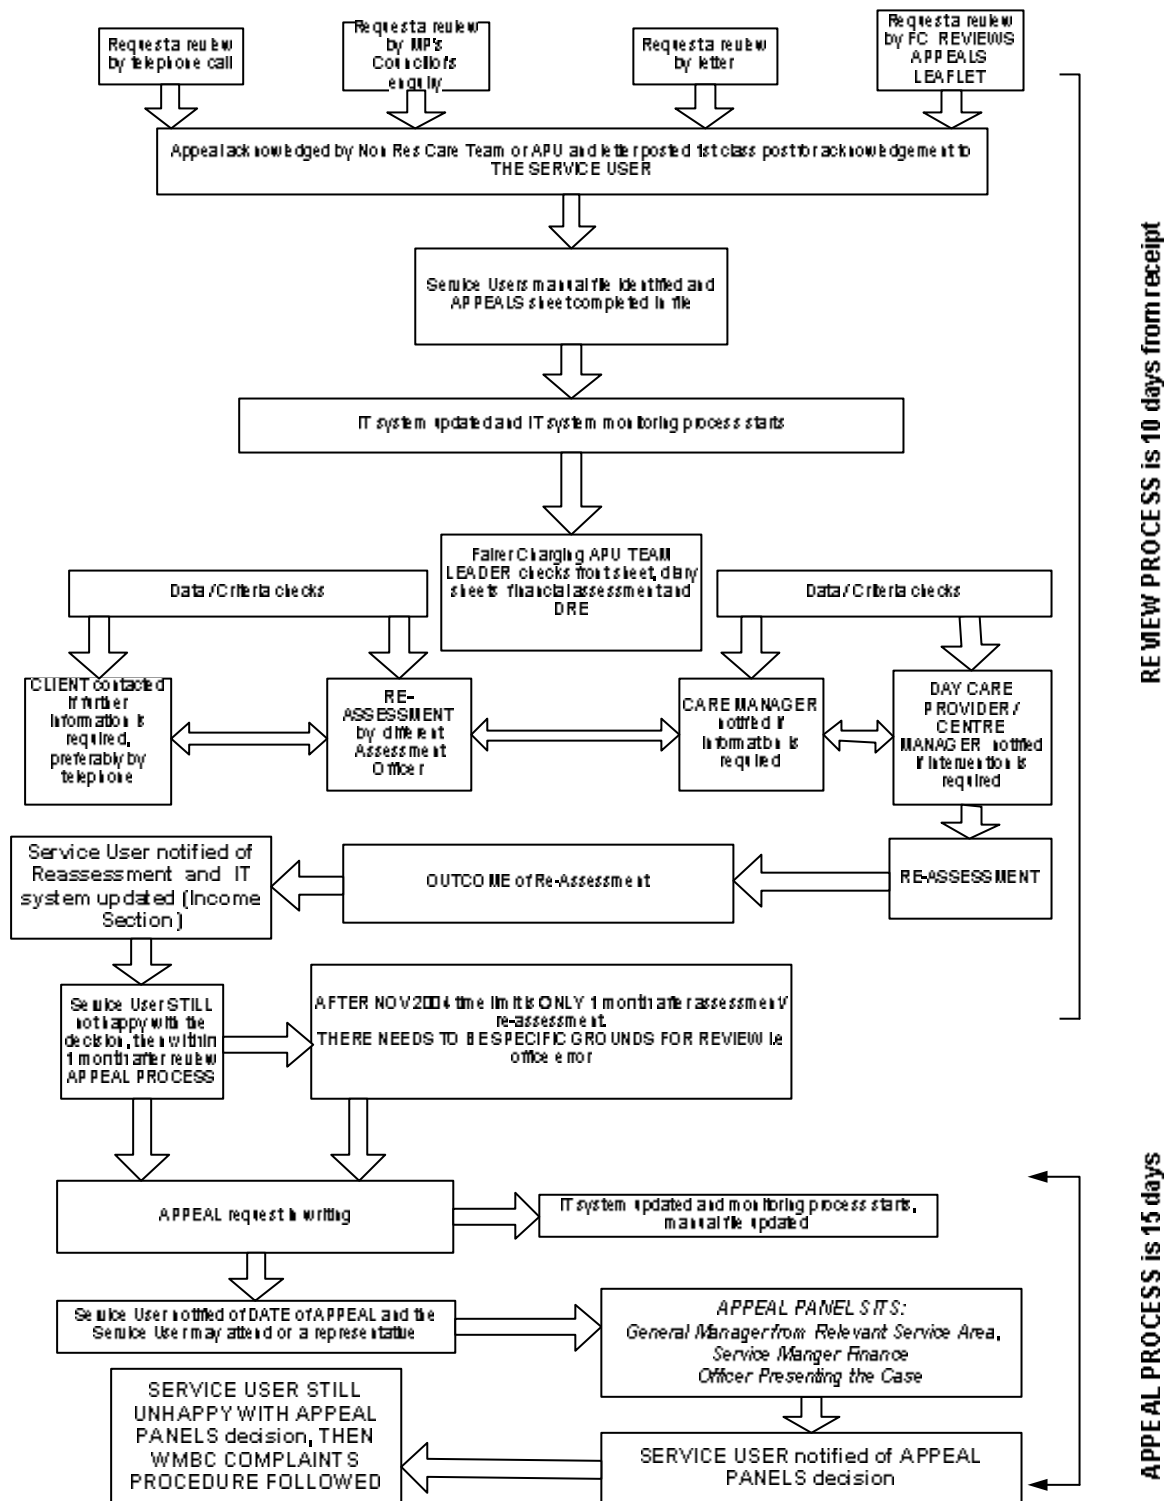 Request a review
by telephone call
Request a review
by MP's
Councillors
enquiry
Request a review
by letter
Request a review
by FC REVIEWS
APPEALS
LEAFLET
Appeal acknowledged by Non Res Care Team or APU and letter posted 1st class post for acknowledgement to
THE SERVICE USER
Service Users manual file identified and
APPEALS sheet completed in file
IT system updated and IT system monitoring process starts
Fairer Charging APU TEAM
LEADER checks front sheet, diary
sheets financial assessment and
DRE
Data / Criteria checks
Data / Criteria checks
CLIENT contacted
if further
information is
required,
preferably by
telephone
RE-
ASSESSMENT
by different
Assessment
Officer
CARE MANAGER
notified if
information is
required
DAY CARE
PROVIDER /
CENTRE
MANAGER notified
if intervention is
required
Service User notified of
Reassessment and IT
system updated (Income
Section)
OUTCOME of Re-Assessment
RE-ASSESSMENT
Service User STILL
not happy with the
decision, then within
1 month after review
APPEAL PROCESS
AFTER NOV 2004 time limit is ONLY 1 month after assessment/
re-assessment.
THERE NEEDS TO BE SPECIFIC GROUNDS FOR REVIEW i.e
office error
REVIEW PROCESS is 10 days from receipt
APPEAL request in writing
IT system updated and monitoring process starts,
manual file updated
Service User notified of DATE of APPEAL and the
Service User may attend or a representative
APPEAL PANEL SITS:
General Manager from Relevant Service Area,
Service Manger Finance
Officer Presenting the Case
SERVICE USER STILL
UNHAPPY WITH APPEAL
PANELS decision, THEN
WMBC COMPLAINTS
PROCEDURE FOLLOWED
SERVICE USER notified of APPEAL
PANELS decision
APPEAL PROCESS is 15 days